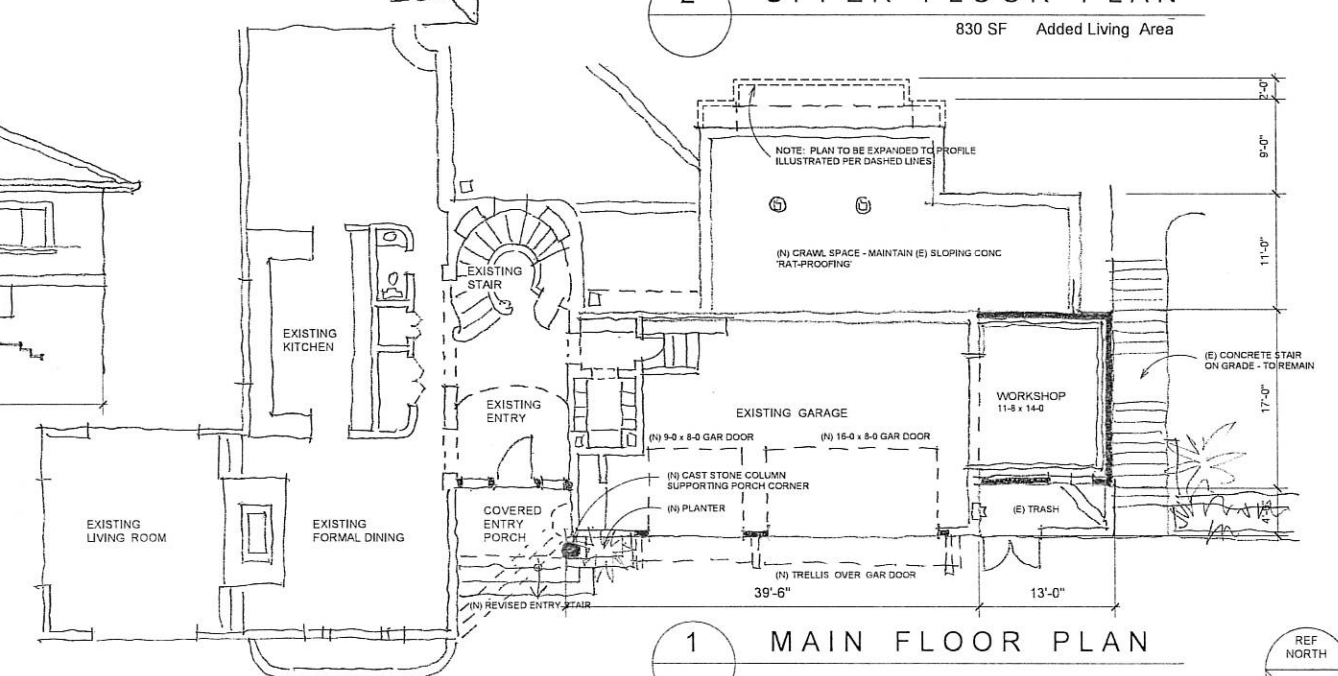 UPPER FLOOR PLAN
830 SF Added Living Area
NOTE: PLAN TO BE EXPANDED TO PROFILE
ILLUSTRATED PER DASHED LINES
2'-0"
9'-0"
11'-0"
17'-0"
(N) CRAWL SPACE - MAINTAIN (E) SLOPING CONC
'RAT-PROOFING'
EXISTING
STAIR
EXISTING
KITCHEN
EXISTING
ENTRY
EXISTING GARAGE
WORKSHOP
11-8 x 14-0
(E) CONCRETE STAIR
ON GRADE - TO REMAIN
(N) 9-0 x 8-0 GAR DOOR
(N) 16-0 x 8-0 GAR DOOR
(N) CAST STONE COLUMN
SUPPORTING PORCH CORNER
(N) PLANTER
COVERED
ENTRY
PORCH
(E) TRASH
EXISTING
LIVING ROOM
EXISTING
FORMAL DINING
(N) TRELLIS OVER GAR DOOR
(N) REVISED ENTRY STAIR
39'-6"
13'-0"
1 MAIN FLOOR PLAN
REF
NORTH